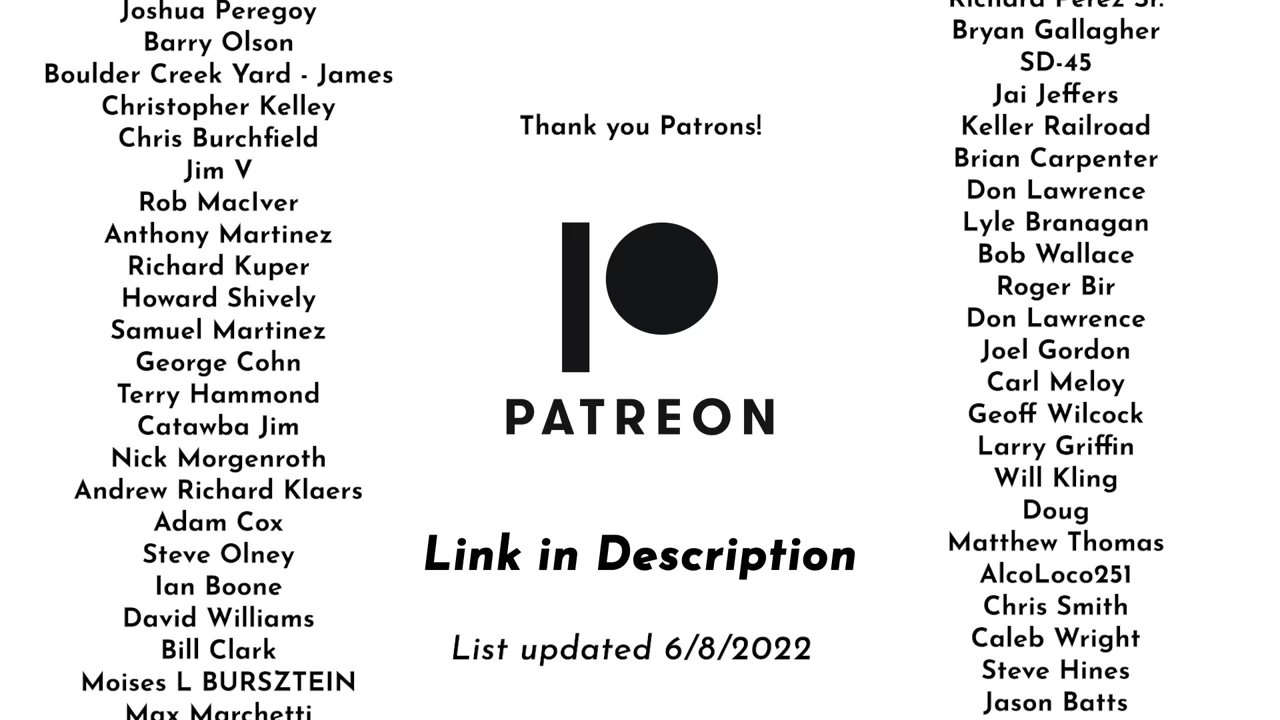 Joshua Peregoy
Barry Olson
Boulder Creek Yard - James
Christopher Kelley
Chris Burchfield
Jim V
Rob MacIver
Anthony Martinez
Richard Kuper
Howard Shively
Samuel Martinez
George Cohn
Terry Hammond
Catawba Jim
Nick Morgenroth
Andrew Richard Klaers
Adam Cox
Steve Olney
Ian Boone
David Williams
Bill Clark
Moises L BURSZTEIN
Max Marchetti
Thank you Patrons!
PATREON
Link in Description
List updated 6/8/2022
Richard Perez Sr.
Bryan Gallagher
SD-45
Jai Jeffers
Keller Railroad
Brian Carpenter
Don Lawrence
Lyle Branagan
Bob Wallace
Roger Bir
Don Lawrence
Joel Gordon
Carl Meloy
Geoff Wilcock
Larry Griffin
Will Kling
Doug
Matthew Thomas
AlcoLoco251
Chris Smith
Caleb Wright
Steve Hines
Jason Batts